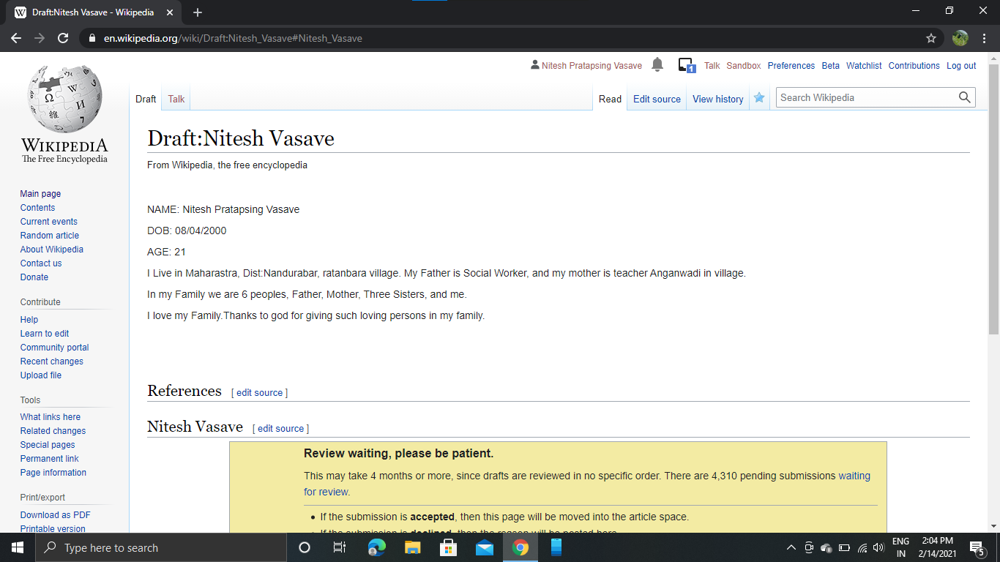 Draft:Nitesh Vasave - Wikipedia
en.wikipedia.org/wiki/Draft:Nitesh_Vasave#Nitesh_Vasave
Nitesh Pratapsing Vasave 1 Talk Sandbox Preferences Beta Watchlist Contributions Log out
Draft Talk Read Edit source View history Search Wikipedia
WIKIPEDIA
The Free Encyclopedia
Main page
Contents
Current events
Random article
About Wikipedia
Contact us
Donate
Contribute
Help
Learn to edit
Community portal
Recent changes
Upload file
Tools
What links here
Related changes
Special pages
Permanent link
Page information
Print/export
Download as PDF
Printable version
Draft:Nitesh Vasave
From Wikipedia, the free encyclopedia
NAME: Nitesh Pratapsing Vasave
DOB: 08/04/2000
AGE: 21
I Live in Maharastra, Dist:Nandurabar, ratanbara village. My Father is Social Worker, and my mother is teacher Anganwadi in village.
In my Family we are 6 peoples, Father, Mother, Three Sisters, and me.
I love my Family.Thanks to god for giving such loving persons in my family.
References [ edit source ]
Nitesh Vasave [ edit source ]
Review waiting, please be patient.
This may take 4 months or more, since drafts are reviewed in no specific order. There are 4,310 pending submissions waiting
for review.
• If the submission is accepted, then this page will be moved into the article space.
• If the submission is declined, then the reason will be posted here.
Type here to search
ENG
IN
2:04 PM
2/14/2021
5